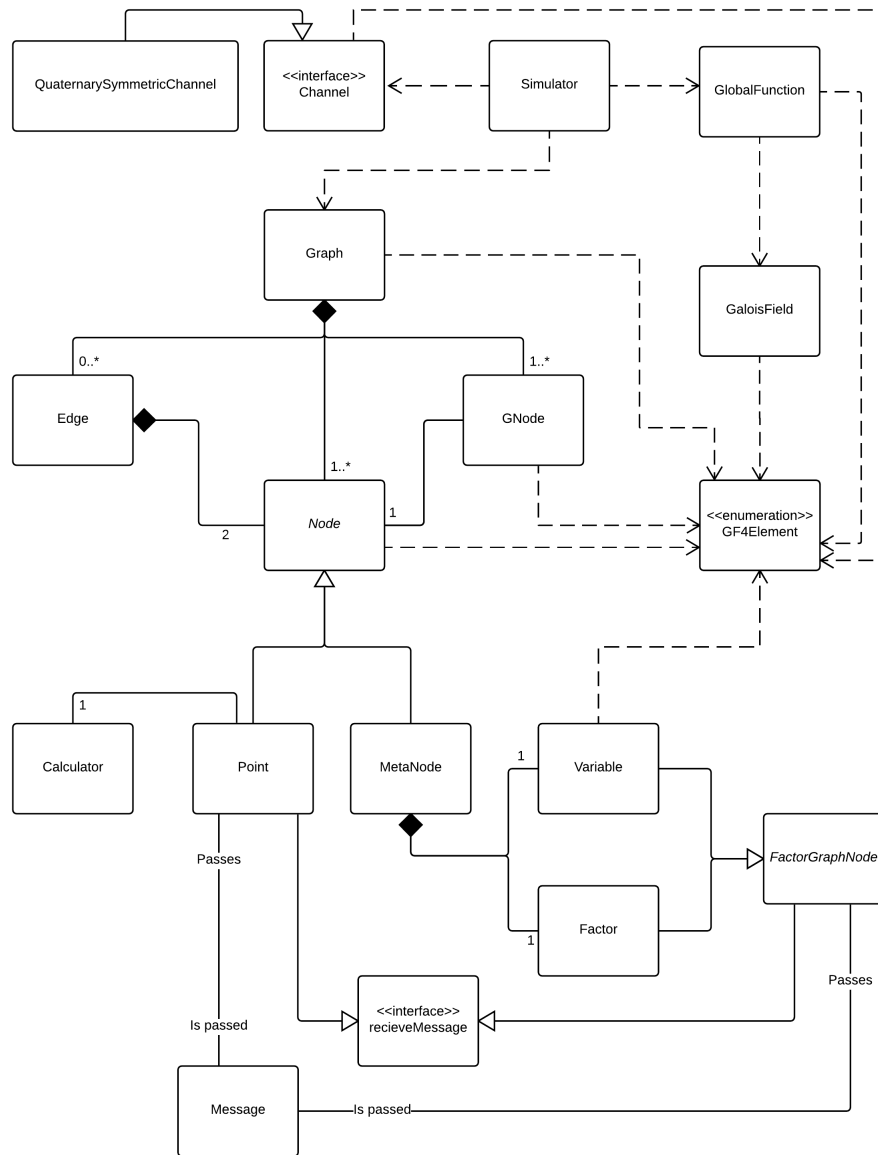 QuaternarySymmetricChannel
<<interface>>
Channel
Simulator
GlobalFunction
Graph
GaloisField
0..*
1..*
Edge
GNode
1..*
Node
1
2
<<enumeration>>
GF4Element
1
Calculator
Point
MetaNode
1
Variable
Passes
FactorGraphNode
Factor
1
Passes
<<interface>>
recieveMessage
Is passed
Message
Is passed